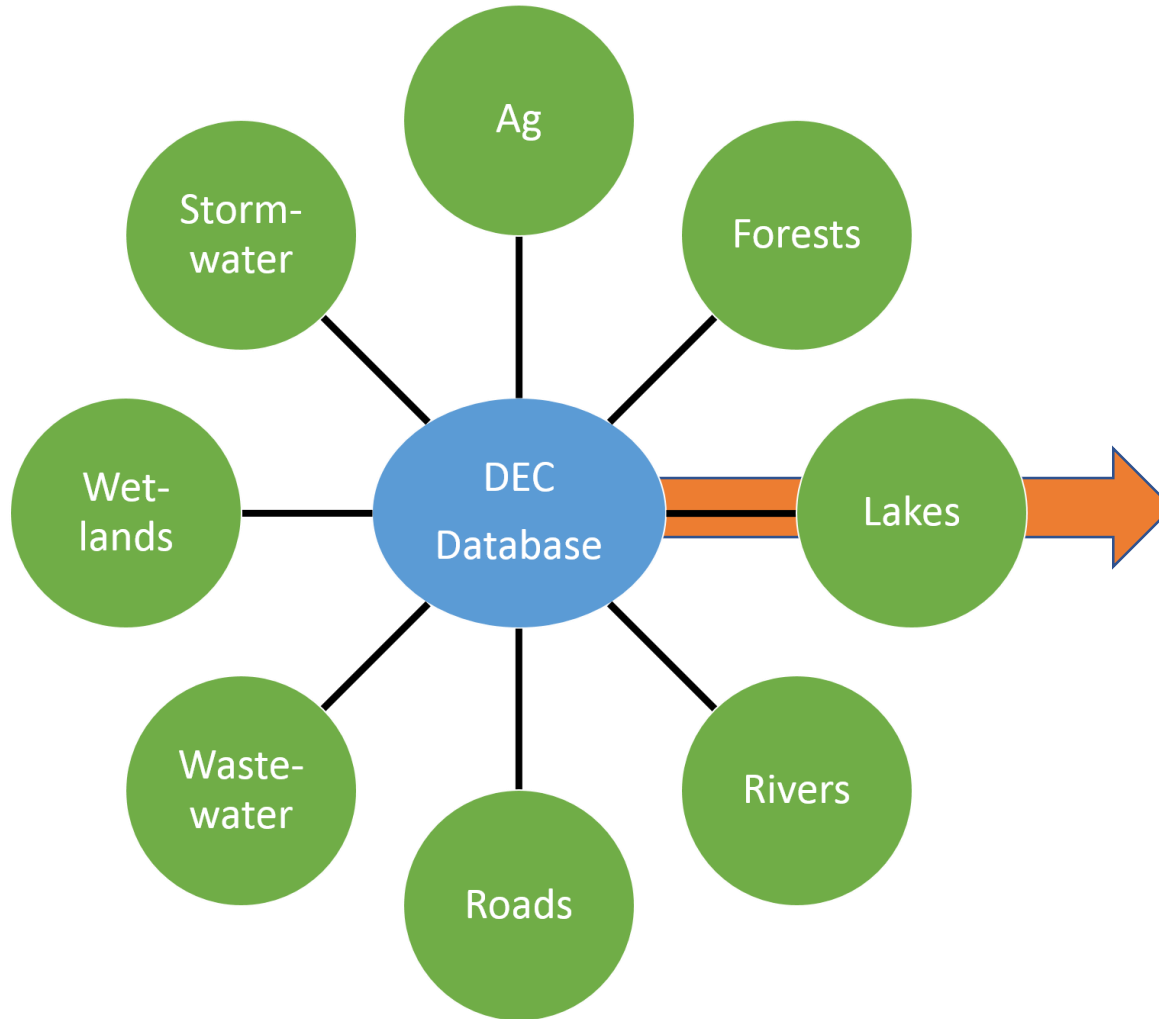 Ag
Storm-
water
Forests
Wet-
lands
DEC
Database
Lakes
Waste-
water
Rivers
Roads